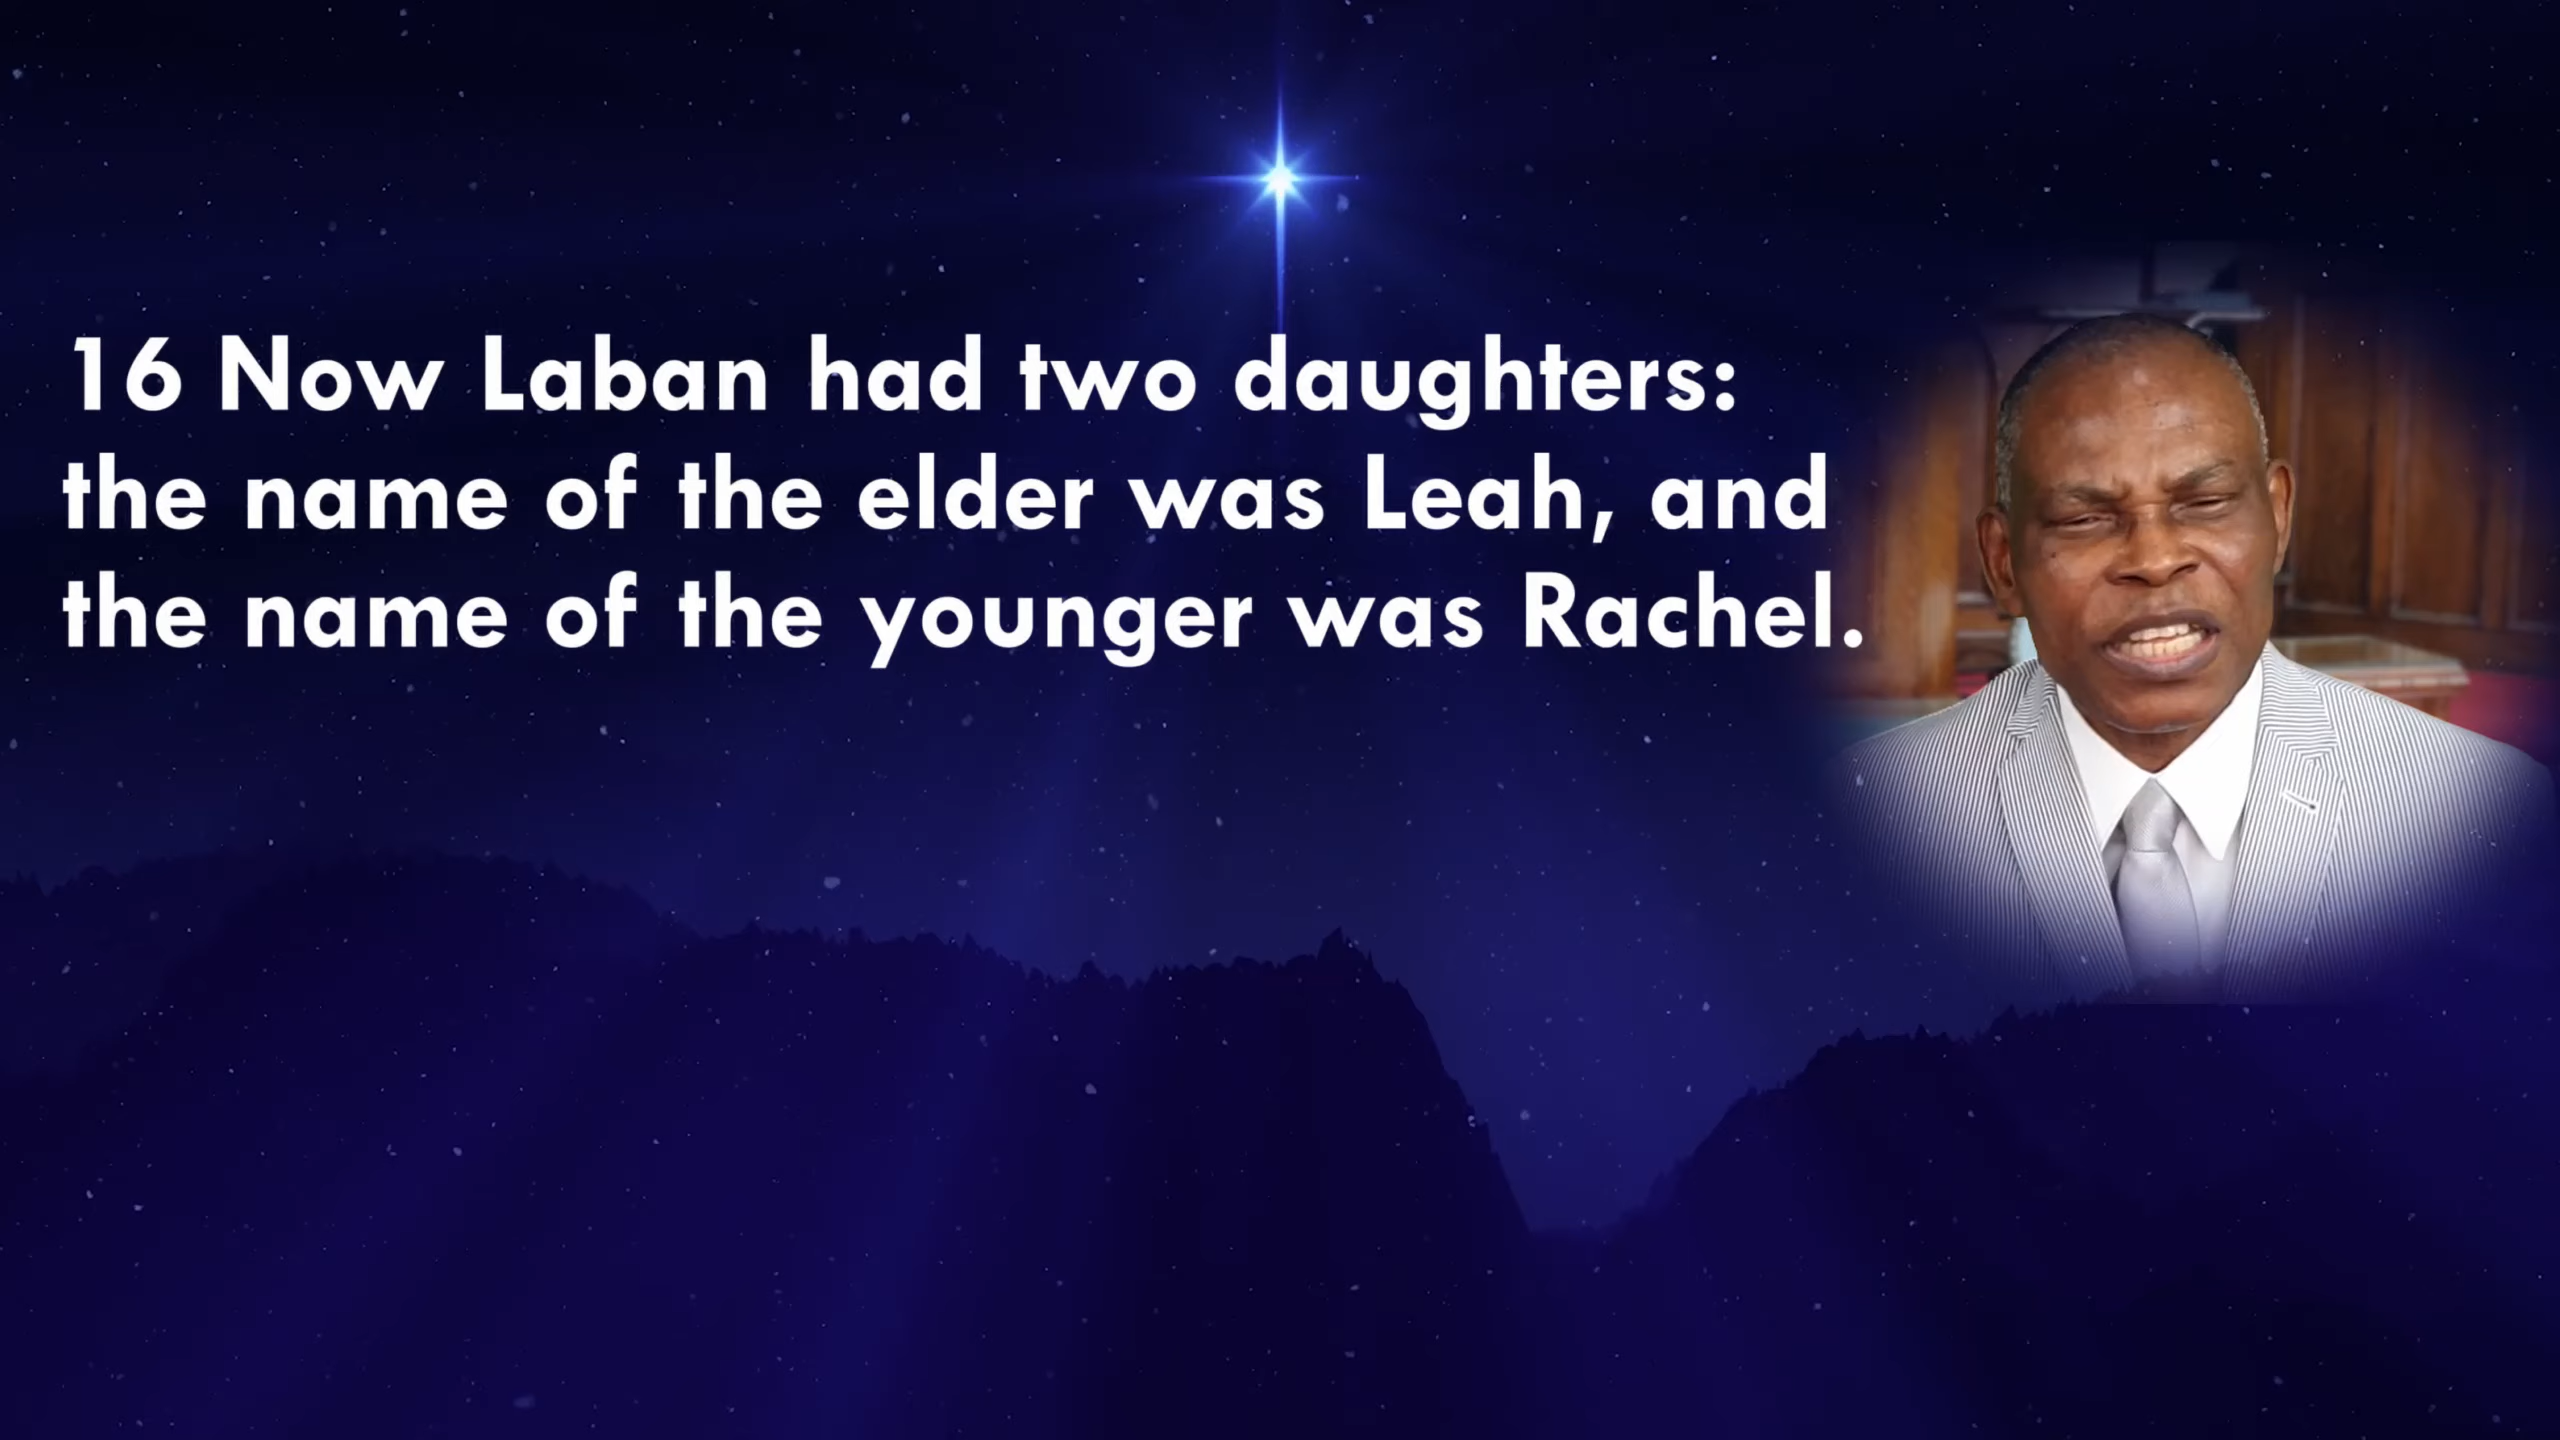 16 Now Laban had two daughters:
the name of the elder was Leah, and
the name of the younger was Rachel.